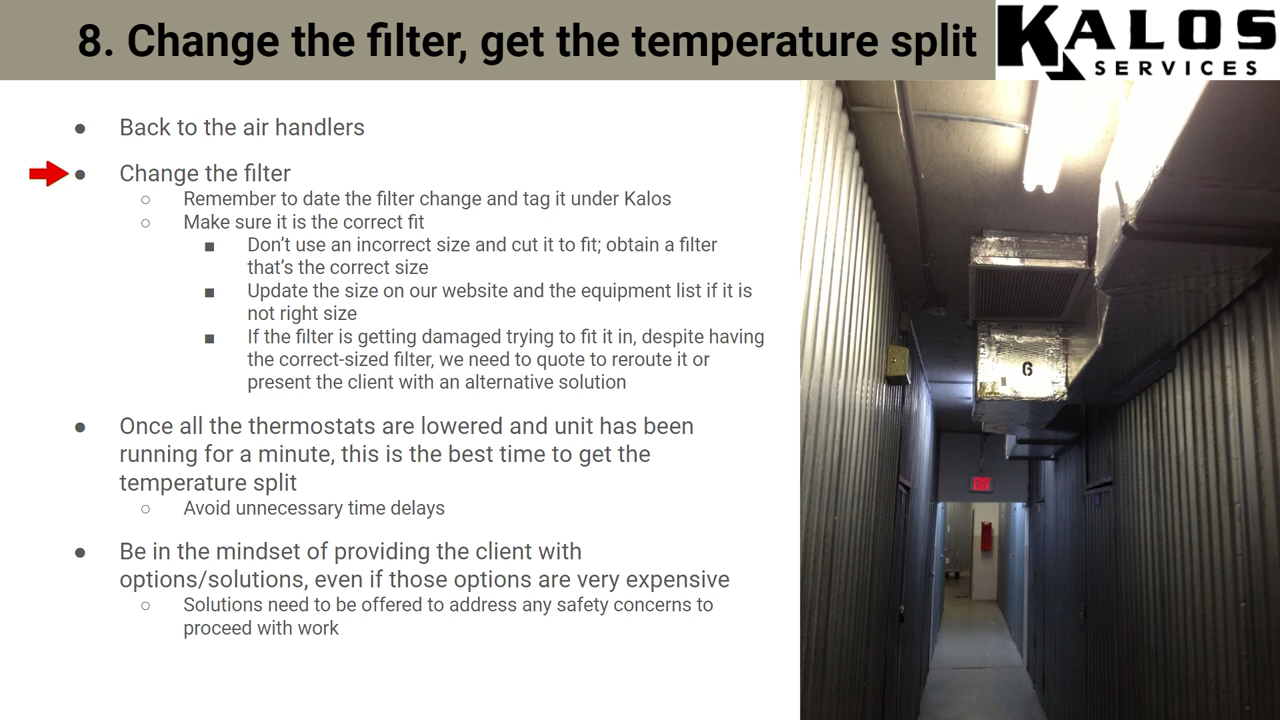 8. Change the filter, get the temperature split
KALOS
SERVICES
● Back to the air handlers
● Change the filter
○ Remember to date the filter change and tag it under Kalos
○ Make sure it is the correct fit
■ Don’t use an incorrect size and cut it to fit; obtain a filter
that’s the correct size
■ Update the size on our website and the equipment list if it is
not right size
■ If the filter is getting damaged trying to fit it in, despite having
the correct-sized filter, we need to quote to reroute it or
present the client with an alternative solution
● Once all the thermostats are lowered and unit has been
running for a minute, this is the best time to get the
temperature split
○ Avoid unnecessary time delays
● Be in the mindset of providing the client with
options/solutions, even if those options are very expensive
○ Solutions need to be offered to address any safety concerns to
proceed with work
6